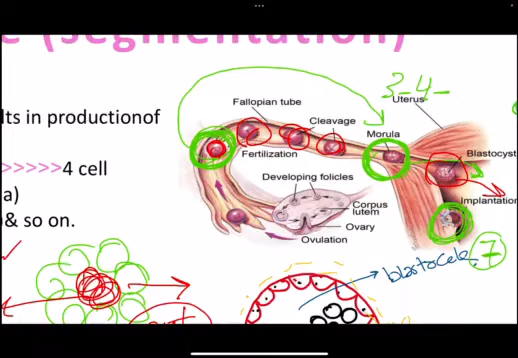 e (Segmentation)
lts in productionof
>>>>>4 cell
a)
& so on.
3-4-
Uterus
Fallopian tube
Cleavage
Morula
Fertilization
Blastocyst
Developing follicles
Implantation
Corpus
lutem
Ovary
Ovulation
blastocele
7